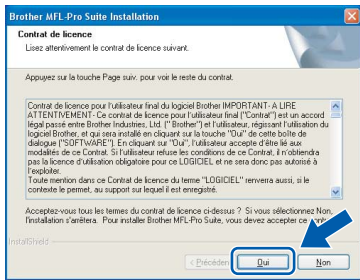 Brother MFL-Pro Suite Installation
Contrat de licence
Lisez attentivement le contrat de licence suivant.
Appuyez sur la touche Page suiv. pour voir le reste du contrat.
Contrat de licence pour l'utilisateur final du logiciel Brother IMPORTANT- A LIRE
ATTENTIVEMENT- Ce contrat de licence pour l'utilisateur final ("Contrat") est un accord
légal passé entre Brother Industries, Ltd. (" Brother") et l'utilisateur, régissant l'utilisation du
logiciel Brother, et qui sera installé en cliquant sur la touche "Oui" de cette boîte de
dialogue ("SOFTWARE"). En cliquant sur "Oui", l'utilisateur accepte d'être lié aux
modalités de ce Contrat. Si l'utilisateur refuse les conditions de ce Contrat, il n'obtiendra
pas la licence d'utilisation obligatoire pour ce LOGICIEL et ne sera donc pas autorisé à
l'exploiter.
Toute mention dans ce Contrat de licence du terme "LOGICIEL" renverra aussi, si le
contexte le permet, au support sur lequel il est enregistré.
Acceptez-vous tous les termes du contrat de licence ci-dessus ? Si vous sélectionnez Non,
l'installation s'arrêtera. Pour installer Brother MFL-Pro Suite, vous devez accepter ce
InstallShield
< Précéden
Oui
Non